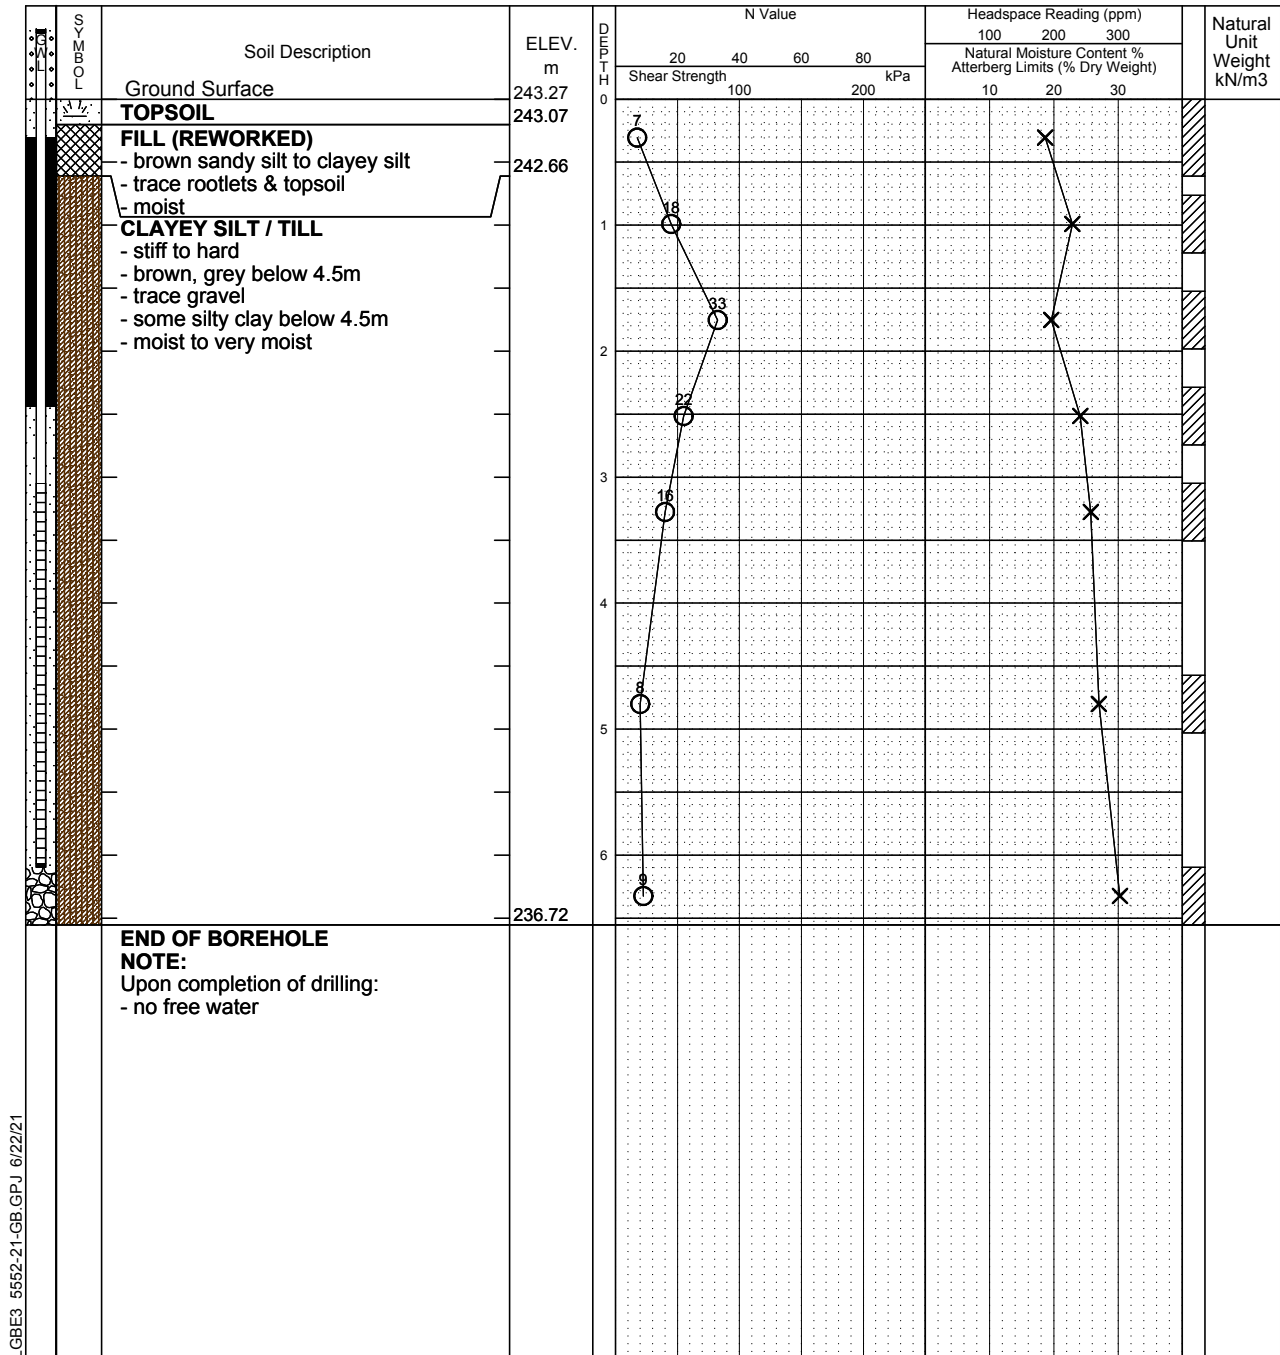 GWL
SYMBOL
Soil Description
ELEV.
m
DEPTH
N Value
20 40 60 80
Shear Strength kPa
100 200
Headspace Reading (ppm)
100 200 300
Natural Moisture Content %
Atterberg Limits (% Dry Weight)
10 20 30
Natural
Unit
Weight
kN/m3
Ground Surface 243.27 0
TOPSOIL 243.07
FILL (REWORKED) 7
- brown sandy silt to clayey silt 242.66
- trace rootlets & topsoil
- moist 18
CLAYEY SILT / TILL 1
- stiff to hard
- brown, grey below 4.5m
- trace gravel 33
- some silty clay below 4.5m
- moist to very moist
2
22
3
16
4
8
5
6
9
236.72
END OF BOREHOLE
NOTE:
Upon completion of drilling:
- no free water
GBE3 5552-21-GB.GPJ 6/22/21